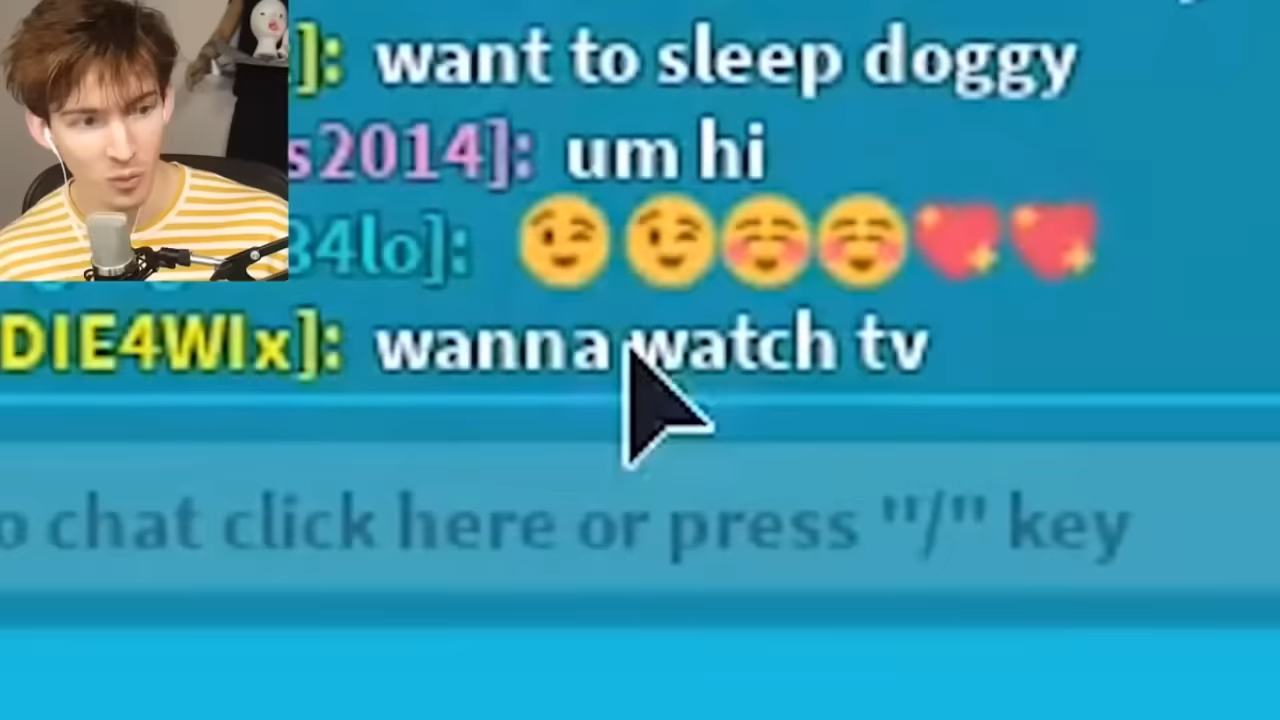 ]: want to sleep doggy
s2014]: um hi
34lo]: 😉😉☺️☺️💖💖
DIE4WIx]: wanna watch tv
o chat click here or press "/" key